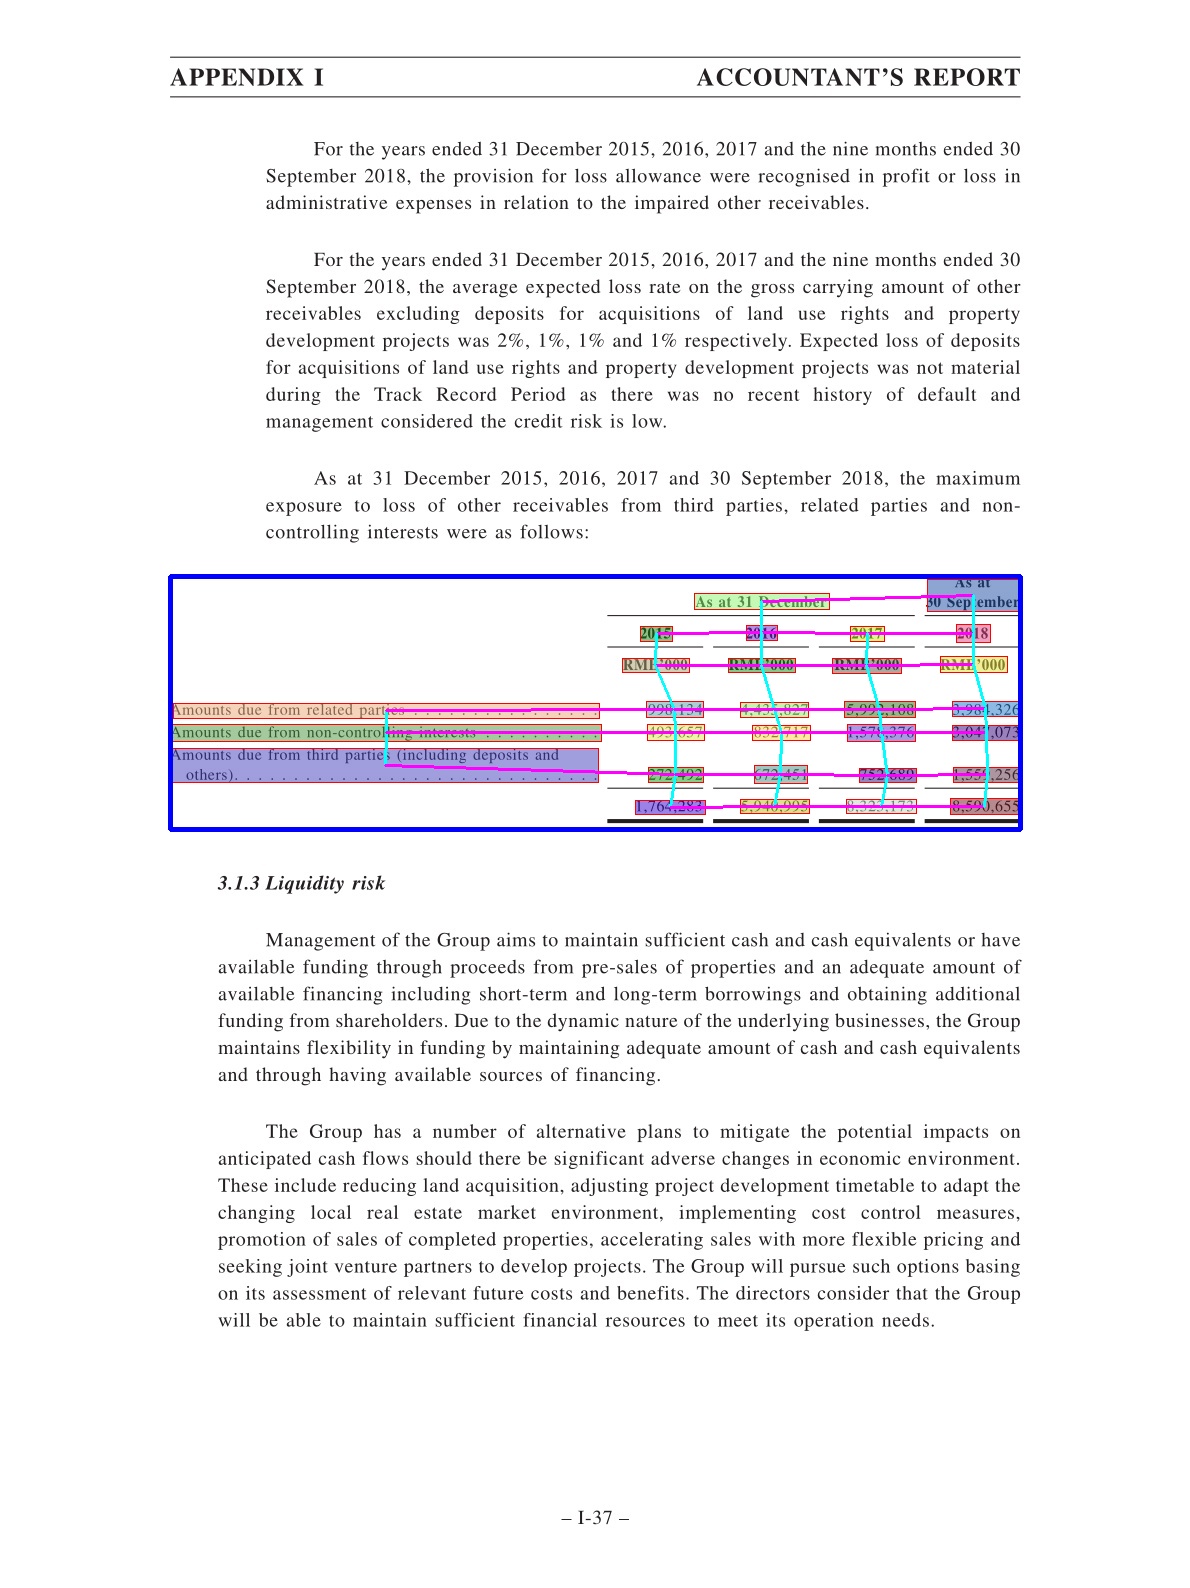 APPENDIX I ACCOUNTANT'S REPORT
For the years ended 31 December 2015, 2016, 2017 and the nine months ended 30
September 2018, the provision for loss allowance were recognised in profit or loss in
administrative expenses in relation to the impaired other receivables.
For the years ended 31 December 2015, 2016, 2017 and the nine months ended 30
September 2018, the average expected loss rate on the gross carrying amount of other
receivables excluding deposits for acquisitions of land use rights and property
development projects was 2%, 1%, 1% and 1% respectively. Expected loss of deposits
for acquisitions of land use rights and property development projects was not material
during the Track Record Period as there was no recent history of default and
management considered the credit risk is low.
As at 31 December 2015, 2016, 2017 and 30 September 2018, the maximum
exposure to loss of other receivables from third parties, related parties and non-
controlling interests were as follows:
As at
As at 31 December 30 September
2015 2016 2017 2018
RMB'000 RMB'000 RMB'000 RMB'000
Amounts due from related parties . . . . . . . . . . . . . . . . 998,134 4,435,827 5,992,108 3,984,326
Amounts due from non-controlling interests . . . . . . . . . . 493,657 832,717 1,578,376 3,047,073
Amounts due from third parties (including deposits and
others). . . . . . . . . . . . . . . . . . . . . . . . . . . . . . 272,492 672,451 752,689 1,559,256
1,764,283 5,940,995 8,323,173 8,590,655
3.1.3 Liquidity risk
Management of the Group aims to maintain sufficient cash and cash equivalents or have
available funding through proceeds from pre-sales of properties and an adequate amount of
available financing including short-term and long-term borrowings and obtaining additional
funding from shareholders. Due to the dynamic nature of the underlying businesses, the Group
maintains flexibility in funding by maintaining adequate amount of cash and cash equivalents
and through having available sources of financing.
The Group has a number of alternative plans to mitigate the potential impacts on
anticipated cash flows should there be significant adverse changes in economic environment.
These include reducing land acquisition, adjusting project development timetable to adapt the
changing local real estate market environment, implementing cost control measures,
promotion of sales of completed properties, accelerating sales with more flexible pricing and
seeking joint venture partners to develop projects. The Group will pursue such options basing
on its assessment of relevant future costs and benefits. The directors consider that the Group
will be able to maintain sufficient financial resources to meet its operation needs.
– I-37 –